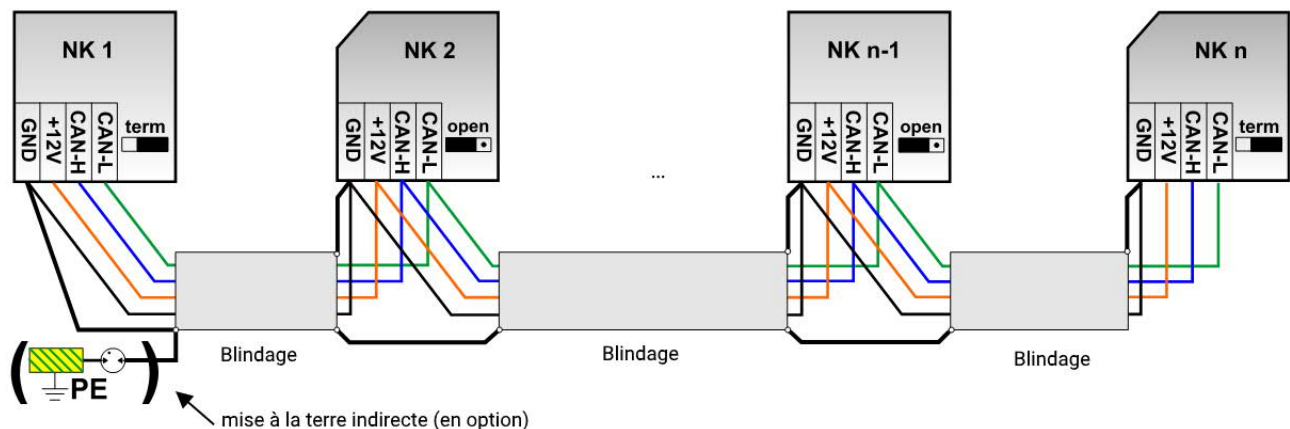 NK 1
NK 2
NK n-1
NK n
GND
+12V
CAN-H
CAN-L
term
GND
+12V
CAN-H
CAN-L
open
...
GND
+12V
CAN-H
CAN-L
open
GND
+12V
CAN-H
CAN-L
term
Blindage
Blindage
Blindage
( PE )
mise à la terre indirecte (en option)